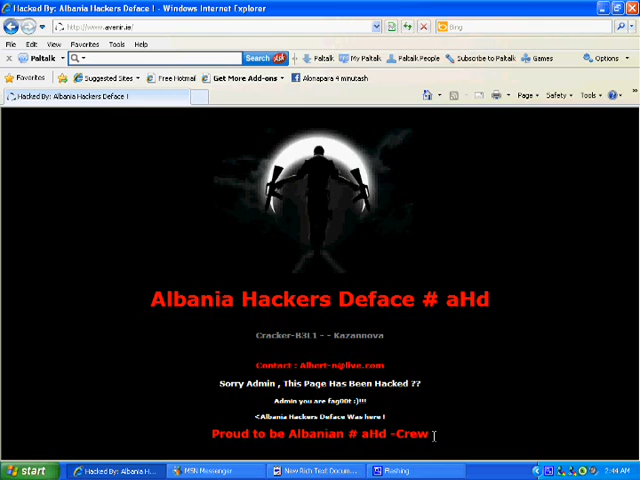 Hacked By: Albania Hackers Deface ! - Windows Internet Explorer
http://www.avenir.ie/
Bing
File Edit View Favorites Tools Help
Paltalk Search Paltalk My Paltalk Paltalk People Subscribe to Paltalk Games Options
Favorites Suggested Sites Free Hotmail Get More Add-ons Alonapara 4 minutash
Hacked By: Albania Hackers Deface !
Page Safety Tools
Albania Hackers Deface # aHd
Cracker-B3L1 - - Kazannova
Contact : Albert-n@live.com
Sorry Admin , This Page Has Been Hacked ??
Admin you are fag00t :)!!!
<Albania Hackers Deface Was here !
Proud to be Albanian # aHd -Crew
start Hacked By: Albania H... MSN Messenger New Rich Text Docum... Flashing 2:44 AM